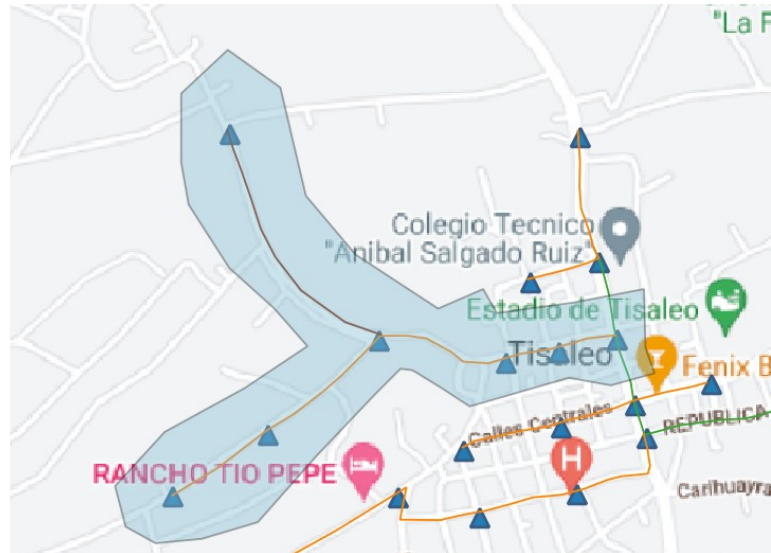 "La F
Colegio Tecnico
"Anibal Salgado Ruiz"
Estadio de Tisaleo
Tisaleo
Fenix B
Calles Centrales
REPUBLICA
RANCHO TIO PEPE
H
Carihuayra